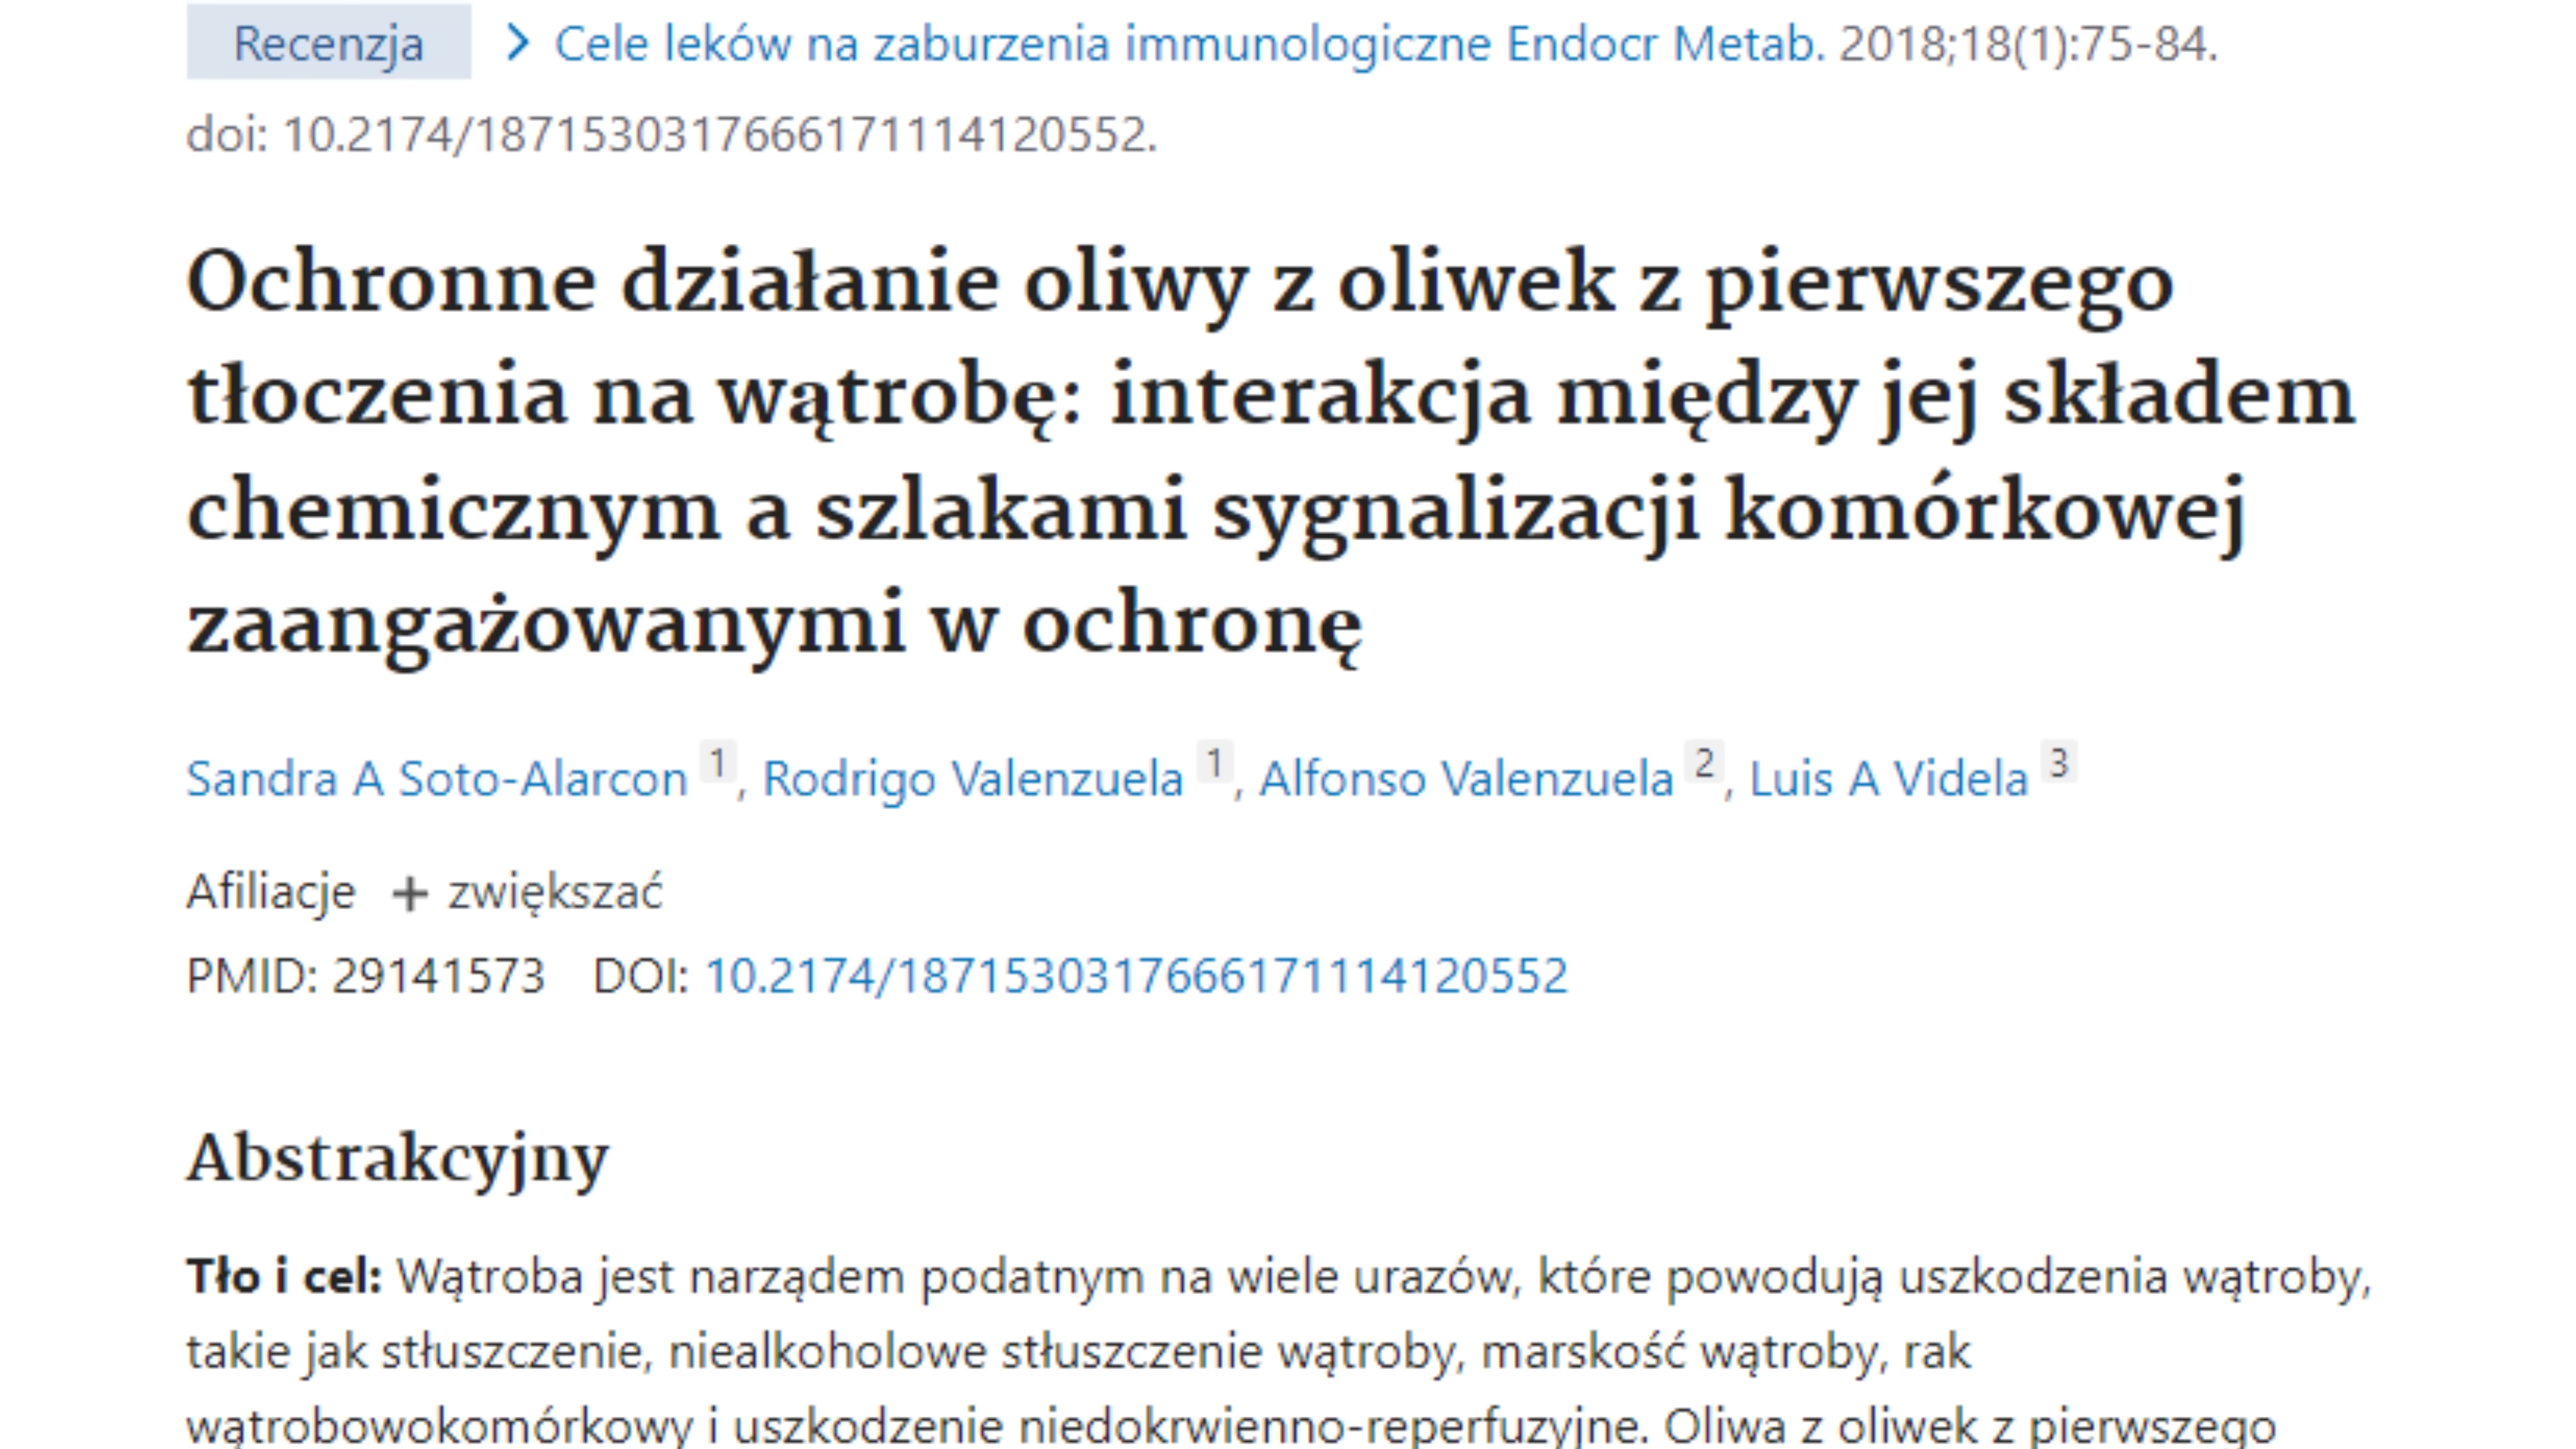 Recenzja > Cele leków na zaburzenia immunologiczne Endocr Metab. 2018;18(1):75-84.
doi: 10.2174/1871530317666171114120552.
Ochronne działanie oliwy z oliwek z pierwszego
tłoczenia na wątrobę: interakcja między jej składem
chemicznym a szlakami sygnalizacji komórkowej
zaangażowanymi w ochronę
Sandra A Soto-Alarcon 1, Rodrigo Valenzuela 1, Alfonso Valenzuela 2, Luis A Videla 3
Afiliacje + zwiększać
PMID: 29141573 DOI: 10.2174/1871530317666171114120552
Abstrakcyjny
Tło i cel: Wątroba jest narządem podatnym na wiele urazów, które powodują uszkodzenia wątroby,
takie jak stłuszczenie, niealkoholowe stłuszczenie wątroby, marskość wątroby, rak
wątrobowokomórkowy i uszkodzenie niedokrwienno-reperfuzyjne. Oliwa z oliwek z pierwszego